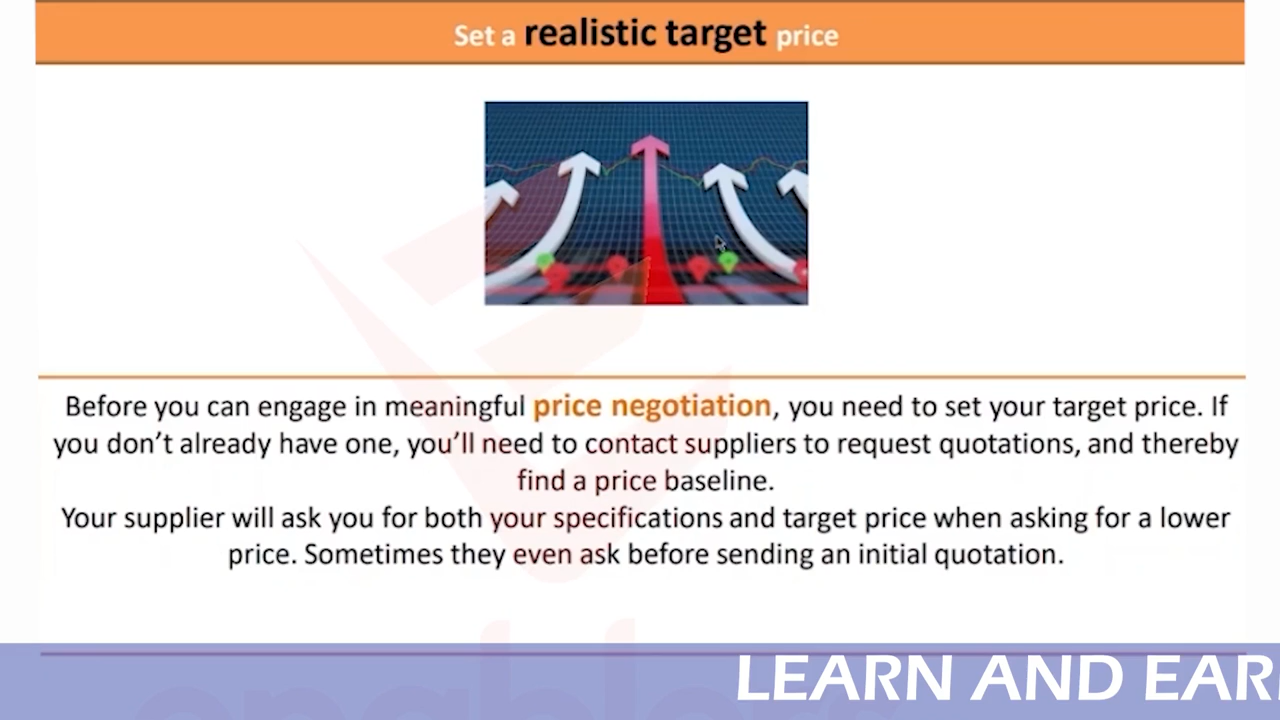 Set a realistic target price
Before you can engage in meaningful price negotiation, you need to set your target price. If
you don’t already have one, you’ll need to contact suppliers to request quotations, and thereby
find a price baseline.
Your supplier will ask you for both your specifications and target price when asking for a lower
price. Sometimes they even ask before sending an initial quotation.
LEARN AND EAR
enablers